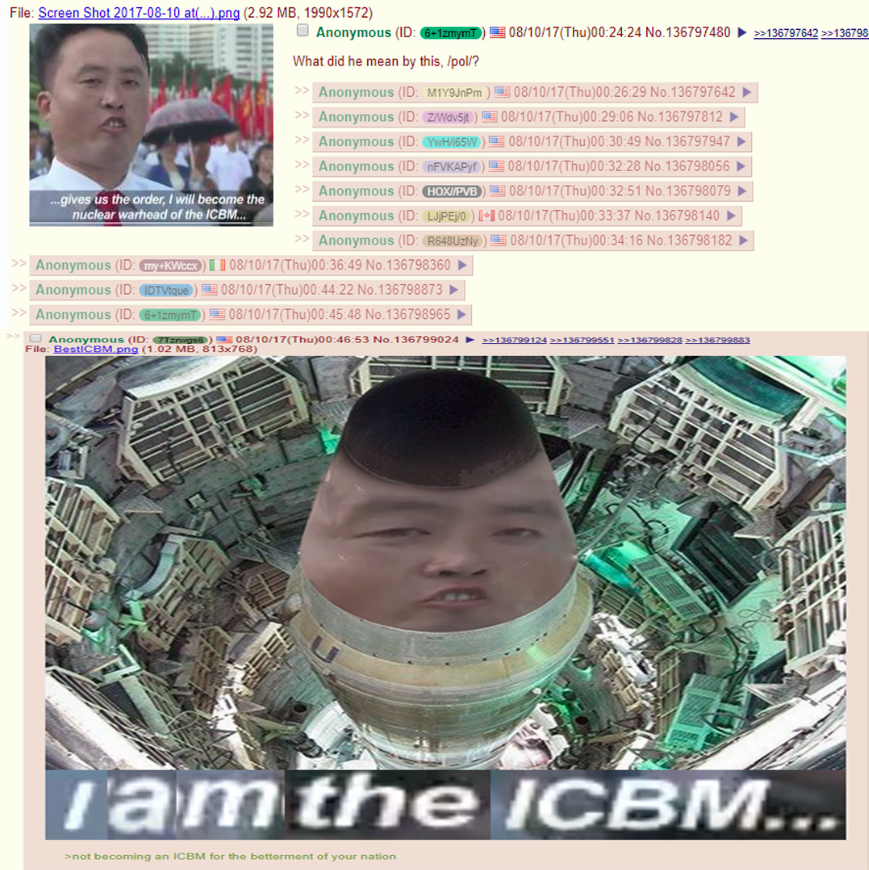 File: Screen Shot 2017-08-10 at(...).png (2.92 MB, 1990x1572)
...gives us the order, I will become the
nuclear warhead of the ICBM...
Anonymous (ID: 6+1zmymT) 08/10/17(Thu)00:24:24 No.136797480 ▶ >>136797642 >>136798
What did he mean by this, /pol/?
>> Anonymous (ID: M1Y9JnPm) 08/10/17(Thu)00:26:29 No.136797642 ▶
>> Anonymous (ID: Z/Wdv5jt) 08/10/17(Thu)00:29:06 No.136797812 ▶
>> Anonymous (ID: YwH/i65W) 08/10/17(Thu)00:30:49 No.136797947 ▶
>> Anonymous (ID: nFVKAPyf) 08/10/17(Thu)00:32:28 No.136798056 ▶
>> Anonymous (ID: HOX//PVB) 08/10/17(Thu)00:32:51 No.136798079 ▶
>> Anonymous (ID: LJjPEj/0) 08/10/17(Thu)00:33:37 No.136798140 ▶
>> Anonymous (ID: R648UzNy) 08/10/17(Thu)00:34:16 No.136798182 ▶
>> Anonymous (ID: my+KWccx) 08/10/17(Thu)00:36:49 No.136798360 ▶
>> Anonymous (ID: IDTVtque) 08/10/17(Thu)00:44:22 No.136798873 ▶
>> Anonymous (ID: 6+1zmymT) 08/10/17(Thu)00:45:48 No.136798965 ▶
>> Anonymous (ID: 7Tzrwgs6) 08/10/17(Thu)00:46:53 No.136799024 ▶ >>136799124 >>136799551 >>136799828 >>136799883
File: BestICBM.png (1.02 MB, 813x768)
U
I am the ICBM...
>not becoming an ICBM for the betterment of your nation